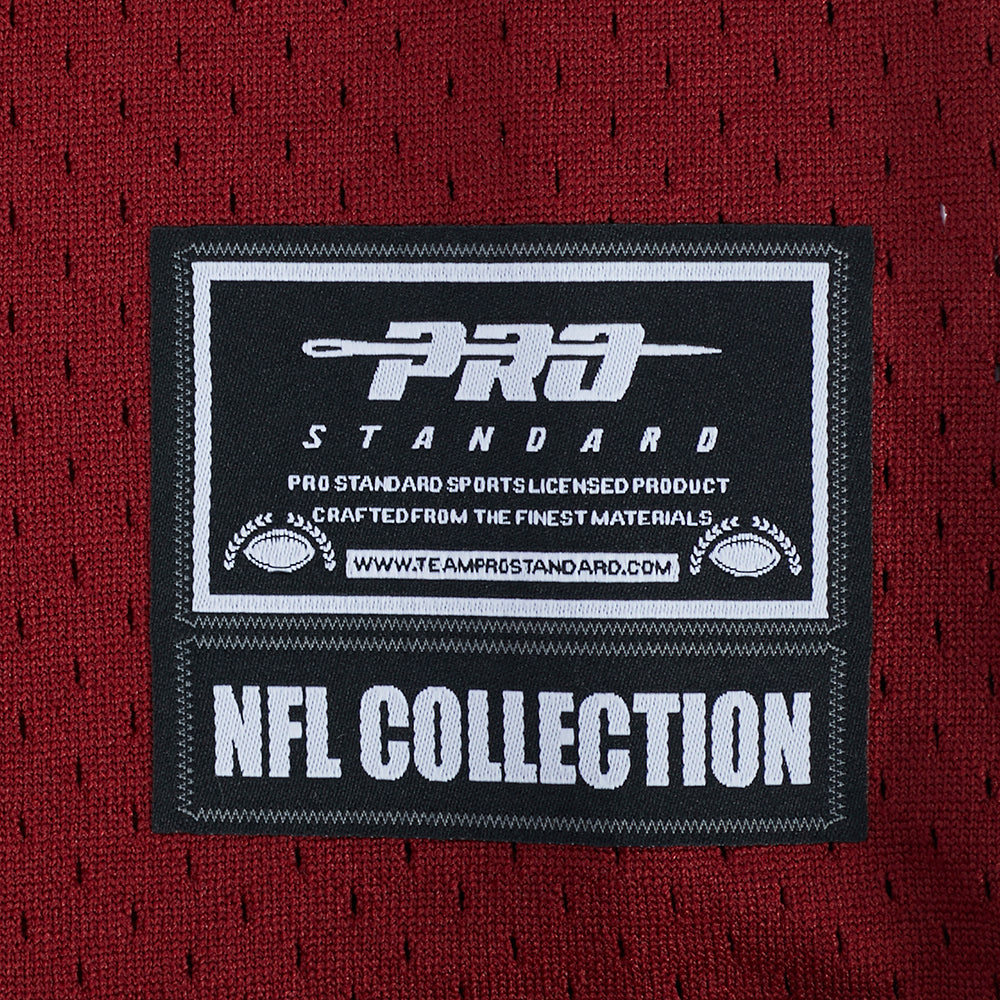 PRO
STANDARD
PRO STANDARD SPORTS LICENSED PRODUCT
CRAFTED FROM THE FINEST MATERIALS
WWW.TEAMPROSTANDARD.COM
NFL COLLECTION